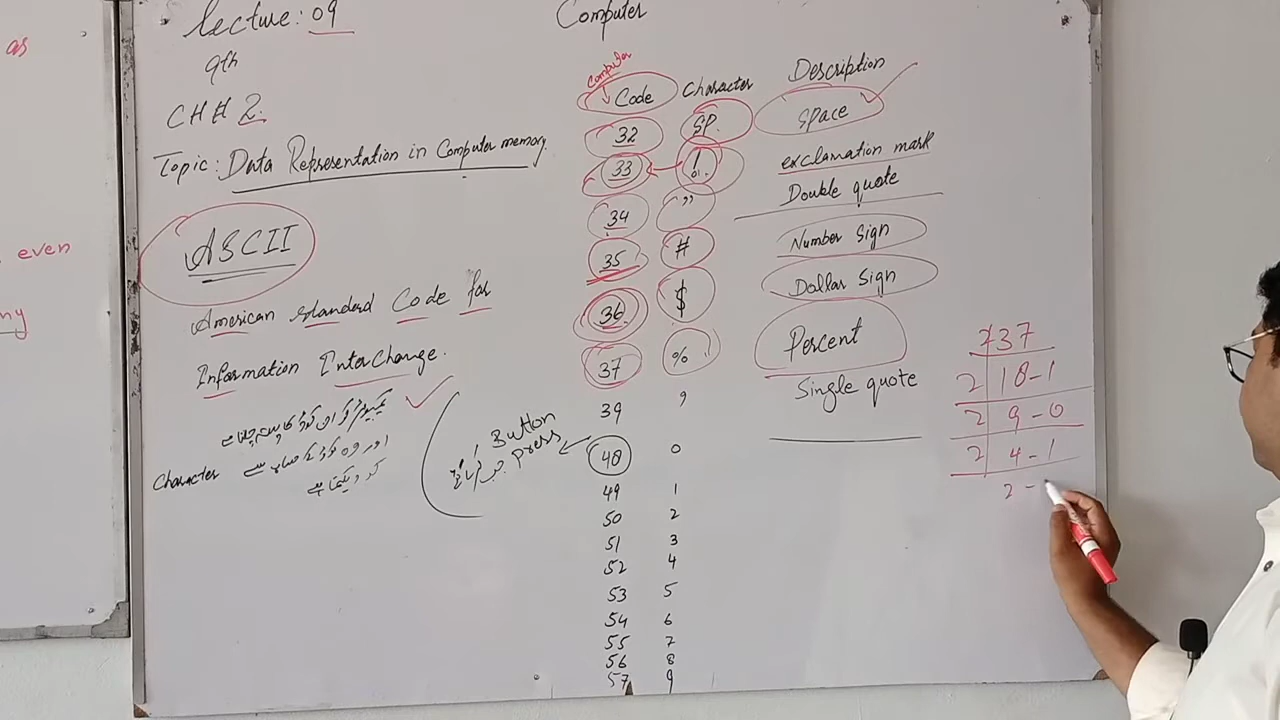 as
even
ny
lecture: 09
9th
CH # 2.
Topic: Data Representation in Computer memory.
ASCII
American Standard Code for
Information InterChange.
Character
Button
press
Computer
Computer
Code Character Description
32 SP. Space
33 ! exclamation mark
34 " Double quote
35 # Number Sign
36 $ Dollar Sign
37 % Percent
39 ' Single quote
48 0
49 1
50 2
51 3
52 4
53 5
54 6
55 7
56 8
57 9
2 37
2 18-1
2 9-0
2 4-1
2 -